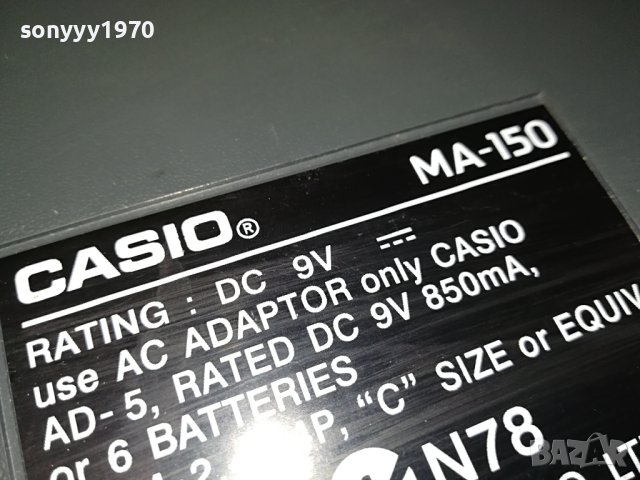 sonyyy1970
MA-150
CASIO®
RATING : DC 9V ⎓
use AC ADAPTOR only CASIO
AD-5, RATED DC 9V 850mA,
or 6 BATTERIES
"C" SIZE or EQUIV
N78
BAZAR